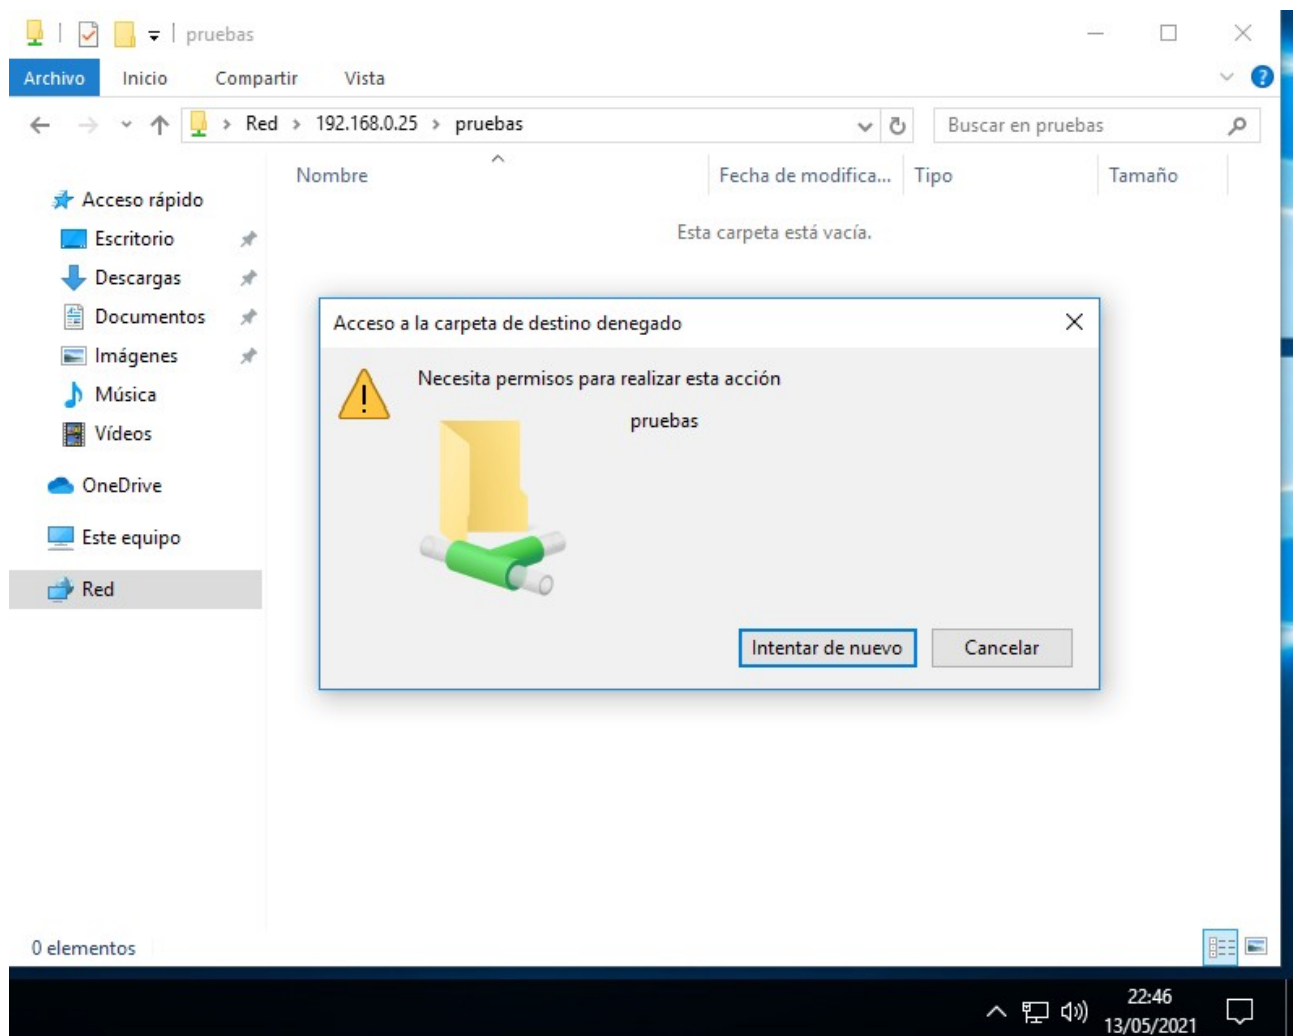 pruebas
Archivo Inicio Compartir Vista
Red > 192.168.0.25 > pruebas Buscar en pruebas
Nombre Fecha de modifica... Tipo Tamaño
Acceso rápido
Esta carpeta está vacía.
Escritorio
Descargas
Documentos
Imágenes
Música
Vídeos
OneDrive
Este equipo
Red
Acceso a la carpeta de destino denegado
Necesita permisos para realizar esta acción
pruebas
Intentar de nuevo Cancelar
0 elementos
22:46
13/05/2021